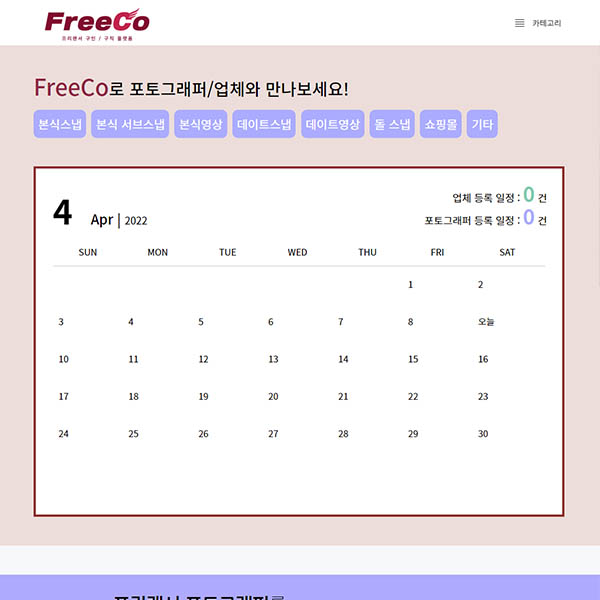 FreeCo
프리랜서 구인 / 구직 플랫폼
카테고리
FreeCo로 포토그래퍼/업체와 만나보세요!
본식스냅 본식 서브스냅 본식영상 데이트스냅 데이트영상 돌 스냅 쇼핑몰 기타
업체 등록 일정 : 0 건
4 Apr | 2022
포토그래퍼 등록 일정 : 0 건
SUN MON TUE WED THU FRI SAT
1 2
3 4 5 6 7 8 오늘
10 11 12 13 14 15 16
17 18 19 20 21 22 23
24 25 26 27 28 29 30